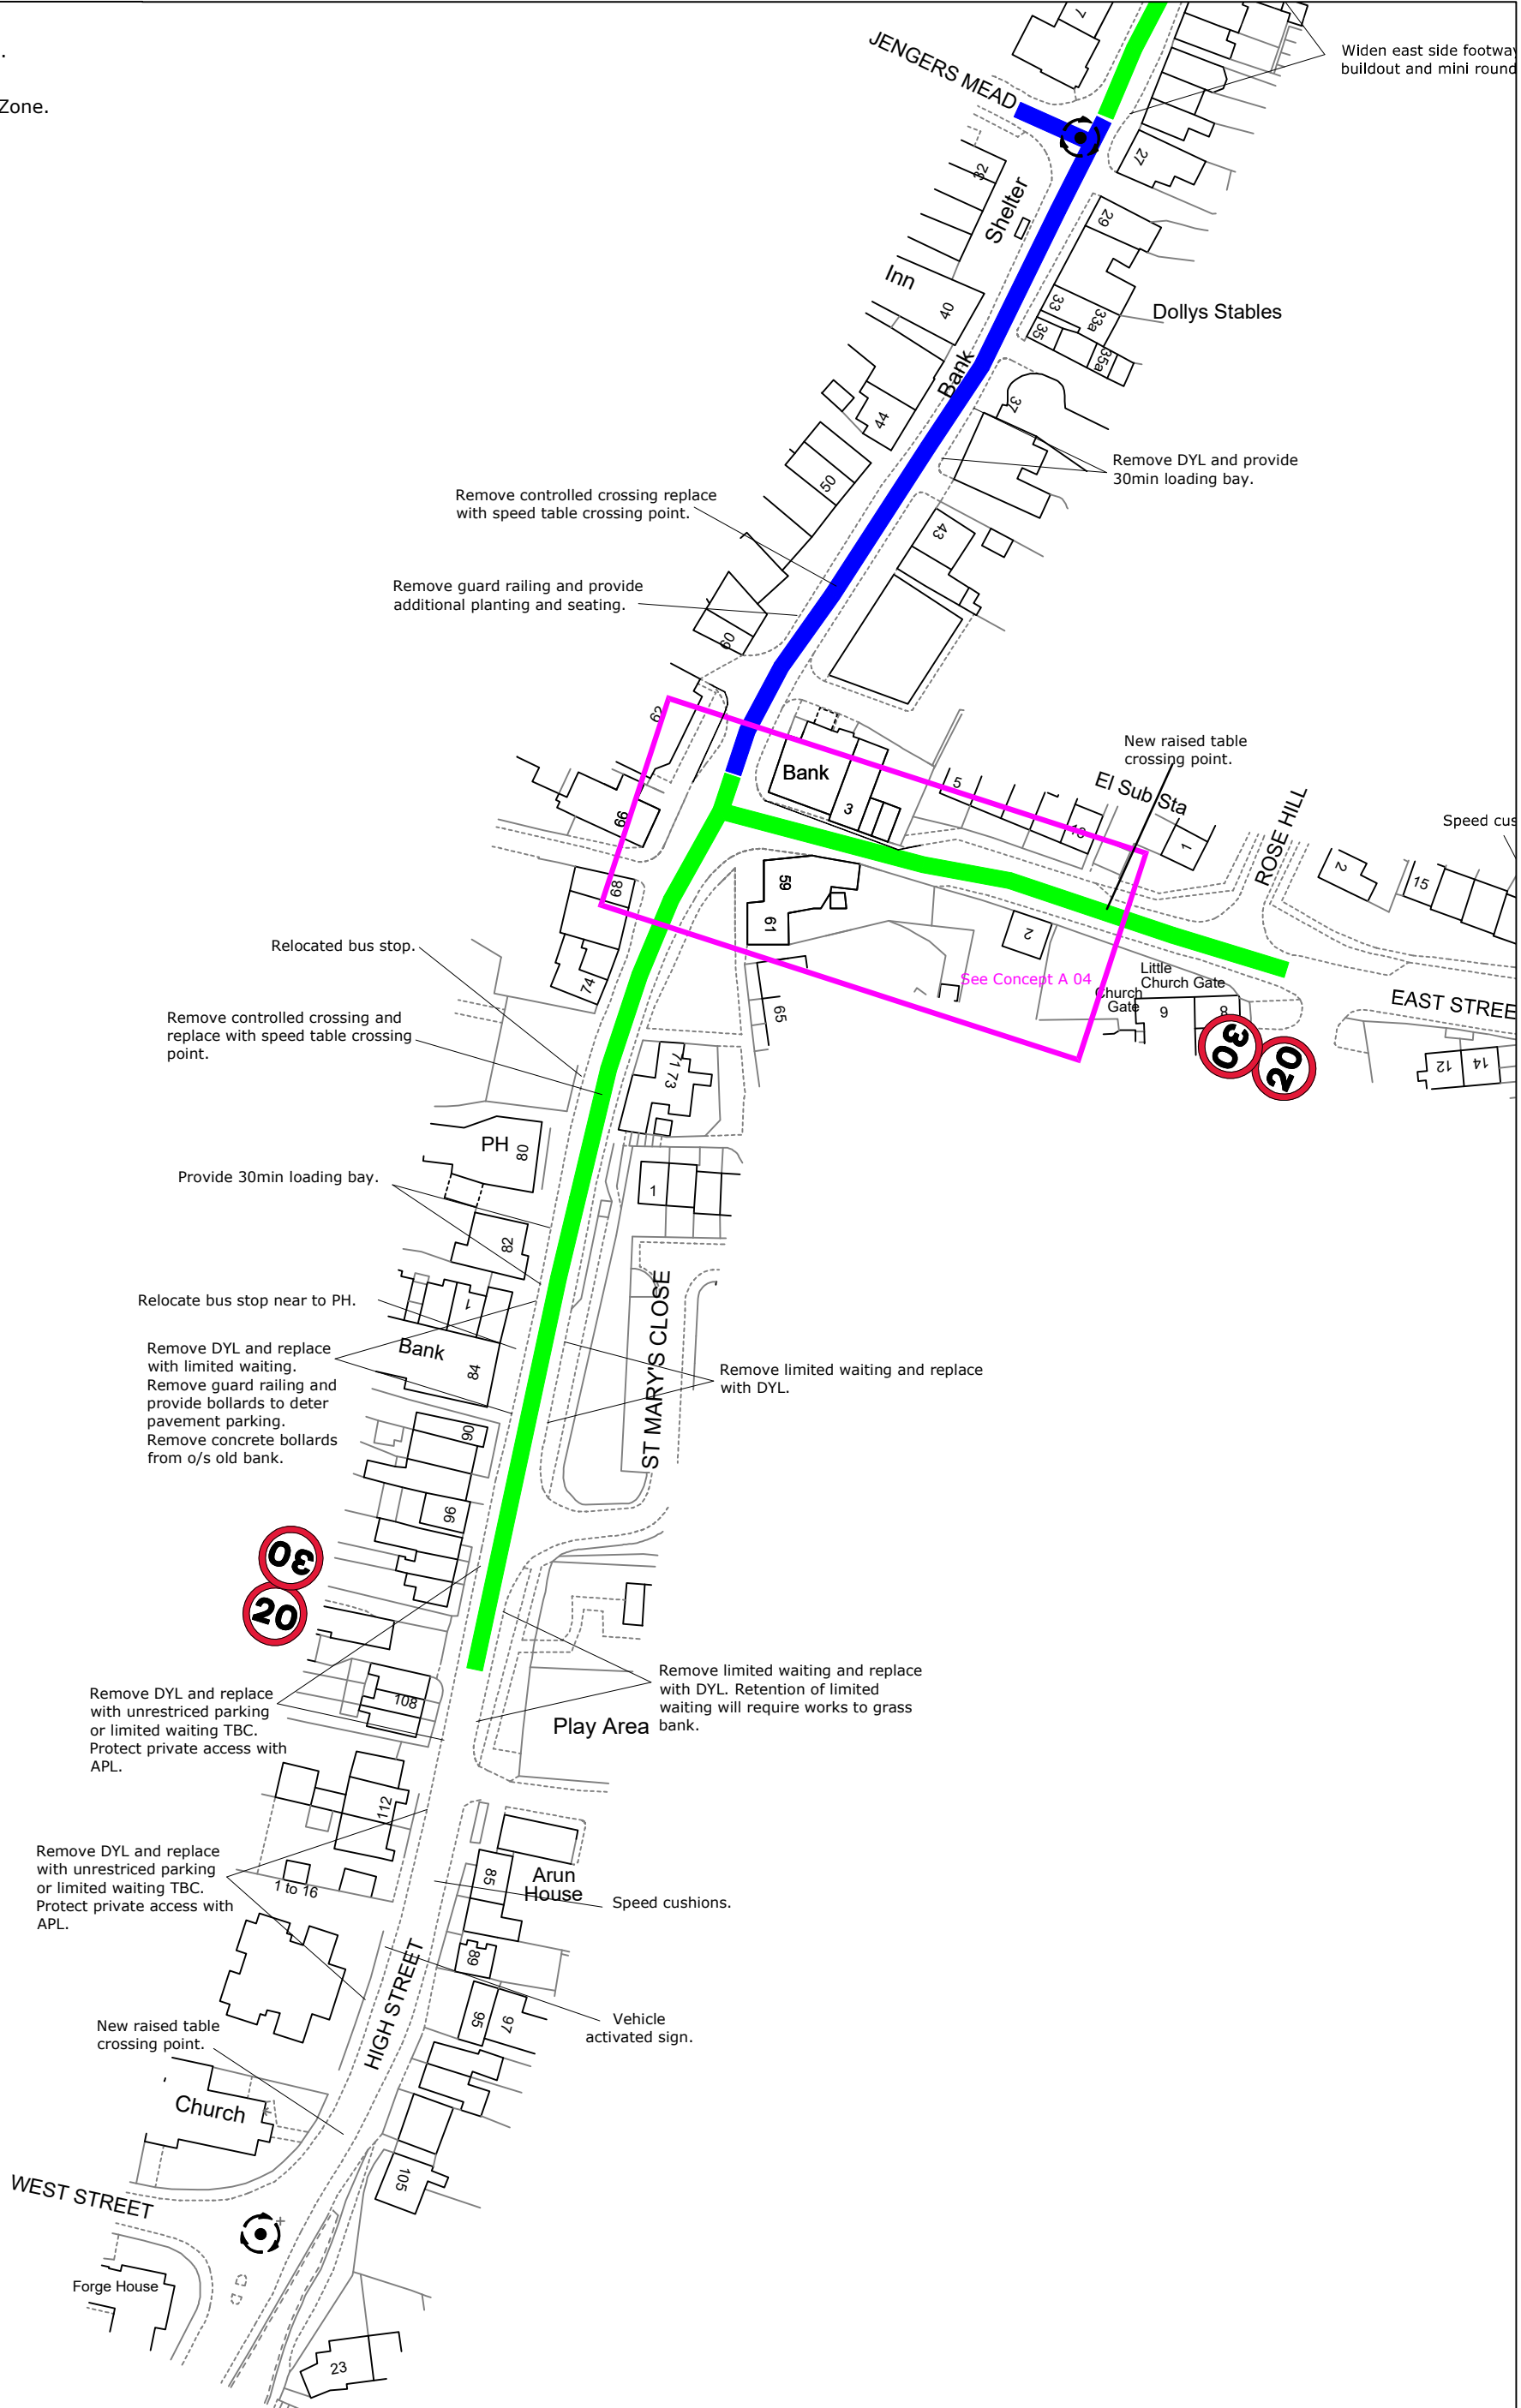 .
Zone.
JENGERS MEAD
7
Widen east side footway
buildout and mini round
27
32
Shelter
29
Inn
40
33
33a
35
35a
Dollys Stables
Bank
37
44
Remove DYL and provide
30min loading bay.
50
Remove controlled crossing replace
with speed table crossing point.
43
Remove guard railing and provide
additional planting and seating.
60
62
New raised table
crossing point.
Bank
3
5
El Sub Sta
1
ROSE HILL
Speed cus
66
2
15
68
59
61
2
Relocated bus stop.
74
See Concept A 04
Little
Church Gate
Church
Gate
9
8
EAST STREE
65
Remove controlled crossing and
replace with speed table crossing
point.
30
20
12
14
71 73
PH
80
Provide 30min loading bay.
1
82
Relocate bus stop near to PH.
1
ST MARY'S CLOSE
Remove DYL and replace
with limited waiting.
Remove guard railing and
provide bollards to deter
pavement parking.
Remove concrete bollards
from o/s old bank.
Bank
84
Remove limited waiting and replace
with DYL.
90
96
30
20
Remove DYL and replace
with unrestriced parking
or limited waiting TBC.
Protect private access with
APL.
108
Remove limited waiting and replace
with DYL. Retention of limited
waiting will require works to grass
bank.
Play Area
112
Remove DYL and replace
with unrestriced parking
or limited waiting TBC.
Protect private access with
APL.
1 to 16
85
Arun
House
Speed cushions.
89
HIGH STREET
95
97
Vehicle
activated sign.
New raised table
crossing point.
Church
105
WEST STREET
Forge House
23